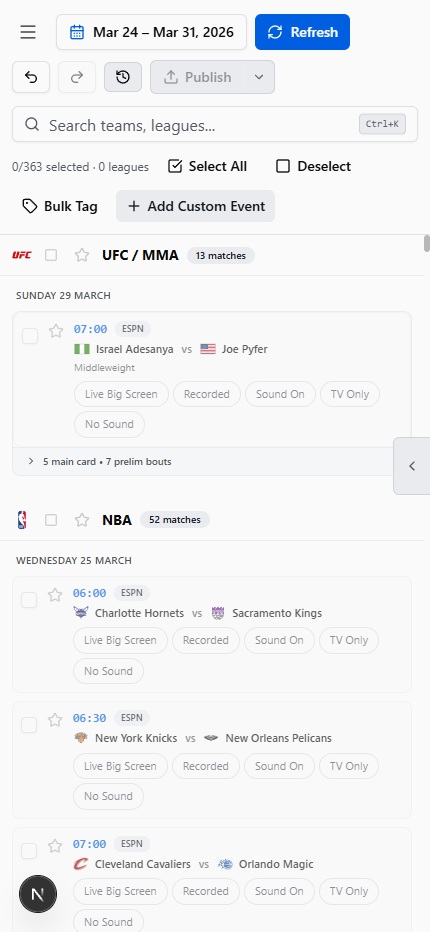 Mar 24 – Mar 31, 2026
Refresh
Publish
Search teams, leagues...
Ctrl+K
0/363 selected · 0 leagues
Select All
Deselect
Bulk Tag
Add Custom Event
UFC
UFC / MMA
13 matches
SUNDAY 29 MARCH
07:00 ESPN
Israel Adesanya vs Joe Pyfer
Middleweight
Live Big Screen Recorded Sound On TV Only
No Sound
5 main card • 7 prelim bouts
NBA
52 matches
WEDNESDAY 25 MARCH
06:00 ESPN
Charlotte Hornets vs Sacramento Kings
Live Big Screen Recorded Sound On TV Only
No Sound
06:30 ESPN
New York Knicks vs New Orleans Pelicans
Live Big Screen Recorded Sound On TV Only
No Sound
07:00 ESPN
Cleveland Cavaliers vs Orlando Magic
Live Big Screen Recorded Sound On TV Only
No Sound
N